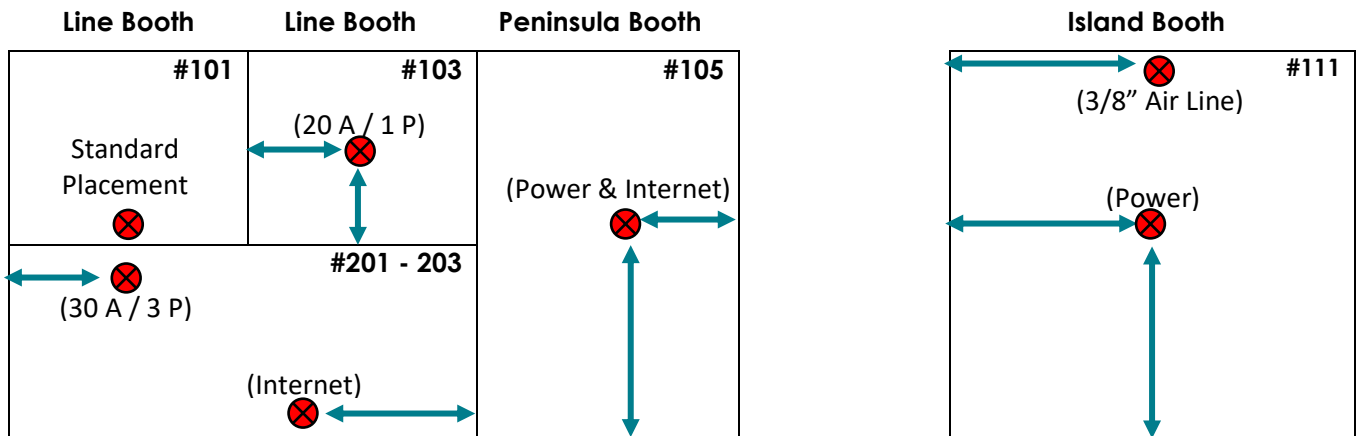 Line Booth
Line Booth
Peninsula Booth
Island Booth
#101
#103
#105
#111
(3/8” Air Line)
(20 A / 1 P)
Standard
Placement
(Power & Internet)
(Power)
#201 - 203
(30 A / 3 P)
(Internet)